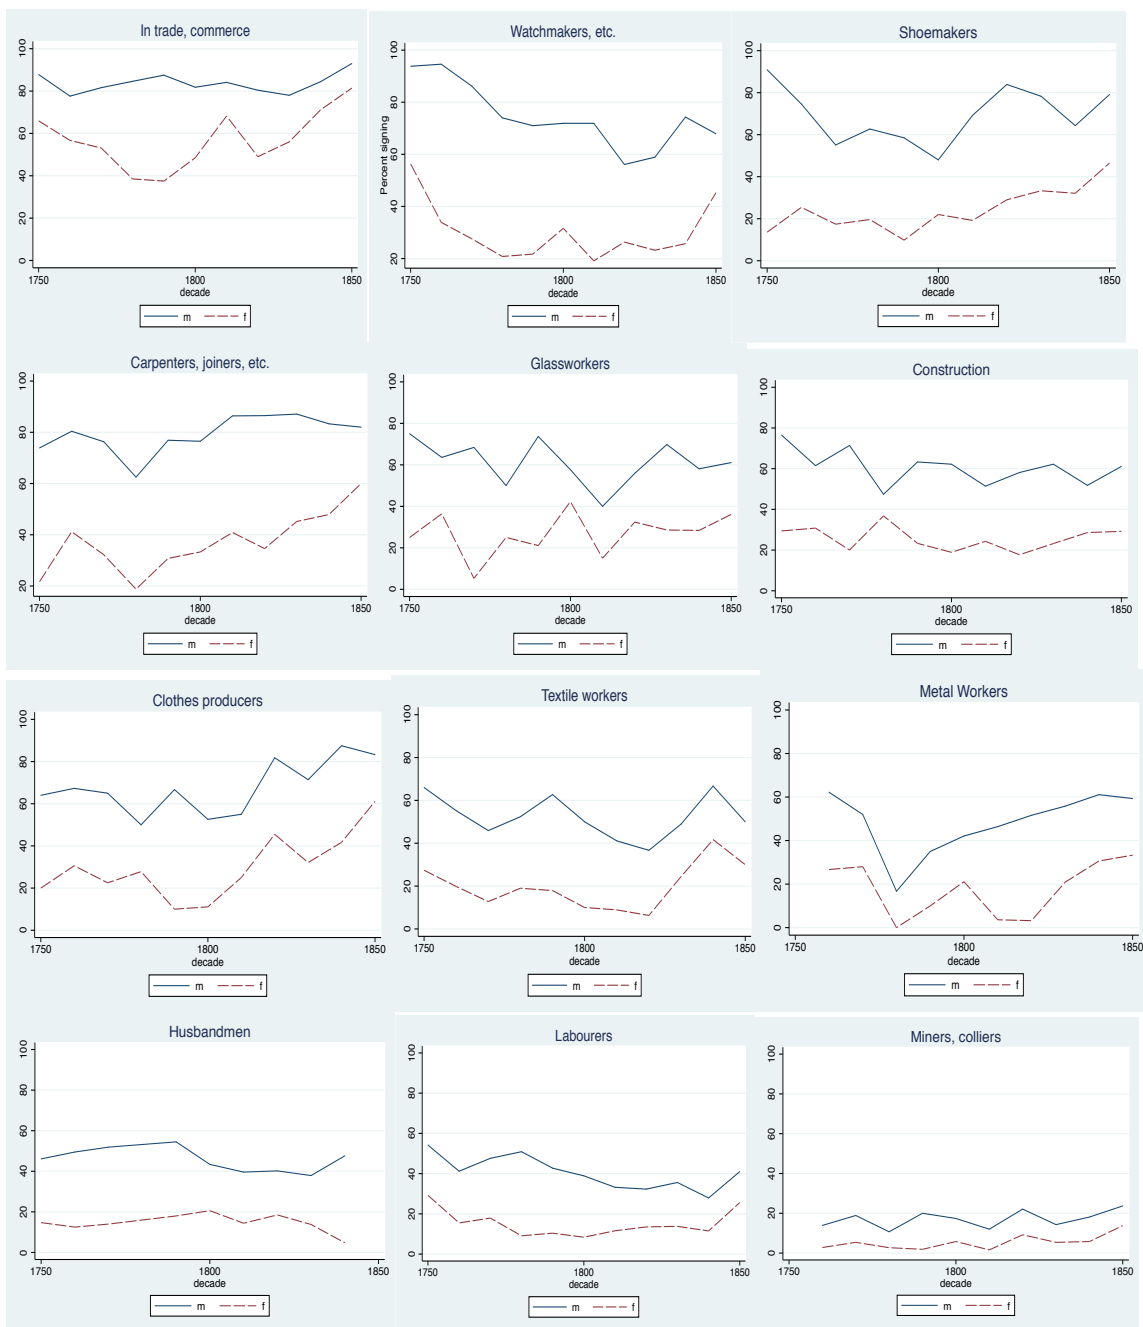 In trade, commerce
0 20 40 60 80 100
1750 1800 1850
decade
m f
Watchmakers, etc.
Percent signing
20 40 60 80 100
1750 1800 1850
decade
m f
Shoemakers
0 20 40 60 80 100
1750 1800 1850
decade
m f
Carpenters, joiners, etc.
20 40 60 80 100
1750 1800 1850
decade
m f
Glassworkers
0 20 40 60 80 100
1750 1800 1850
decade
m f
Construction
0 20 40 60 80 100
1750 1800 1850
decade
m f
Clothes producers
0 20 40 60 80 100
1750 1800 1850
decade
m f
Textile workers
0 20 40 60 80 100
1750 1800 1850
decade
m f
Metal Workers
0 20 40 60 80 100
1750 1800 1850
decade
m f
Husbandmen
0 20 40 60 80 100
1750 1800 1850
decade
m f
Labourers
0 20 40 60 80 100
1750 1800 1850
decade
m f
Miners, colliers
0 20 40 60 80 100
1750 1800 1850
decade
m f